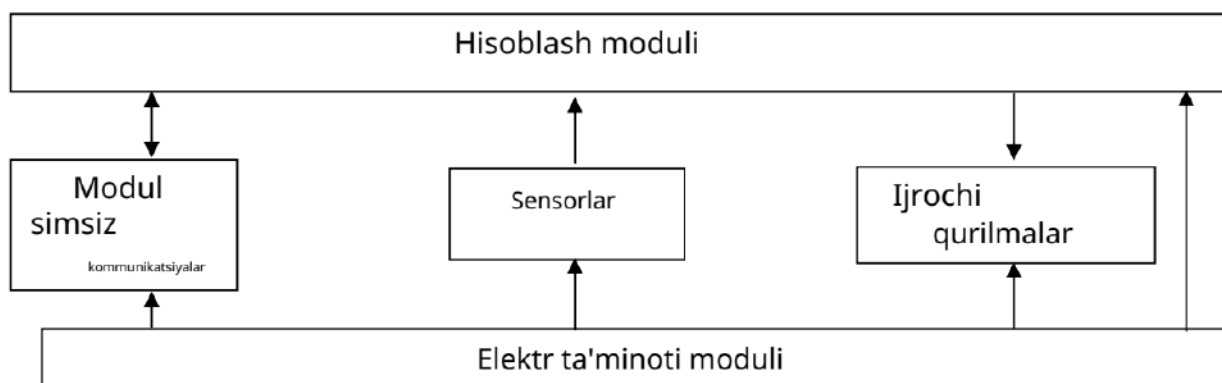 Hisoblash moduli
Modul
simsiz
kommunikatsiyalar
Sensorlar
Ijrochi
qurilmalar
Elektr ta'minoti moduli